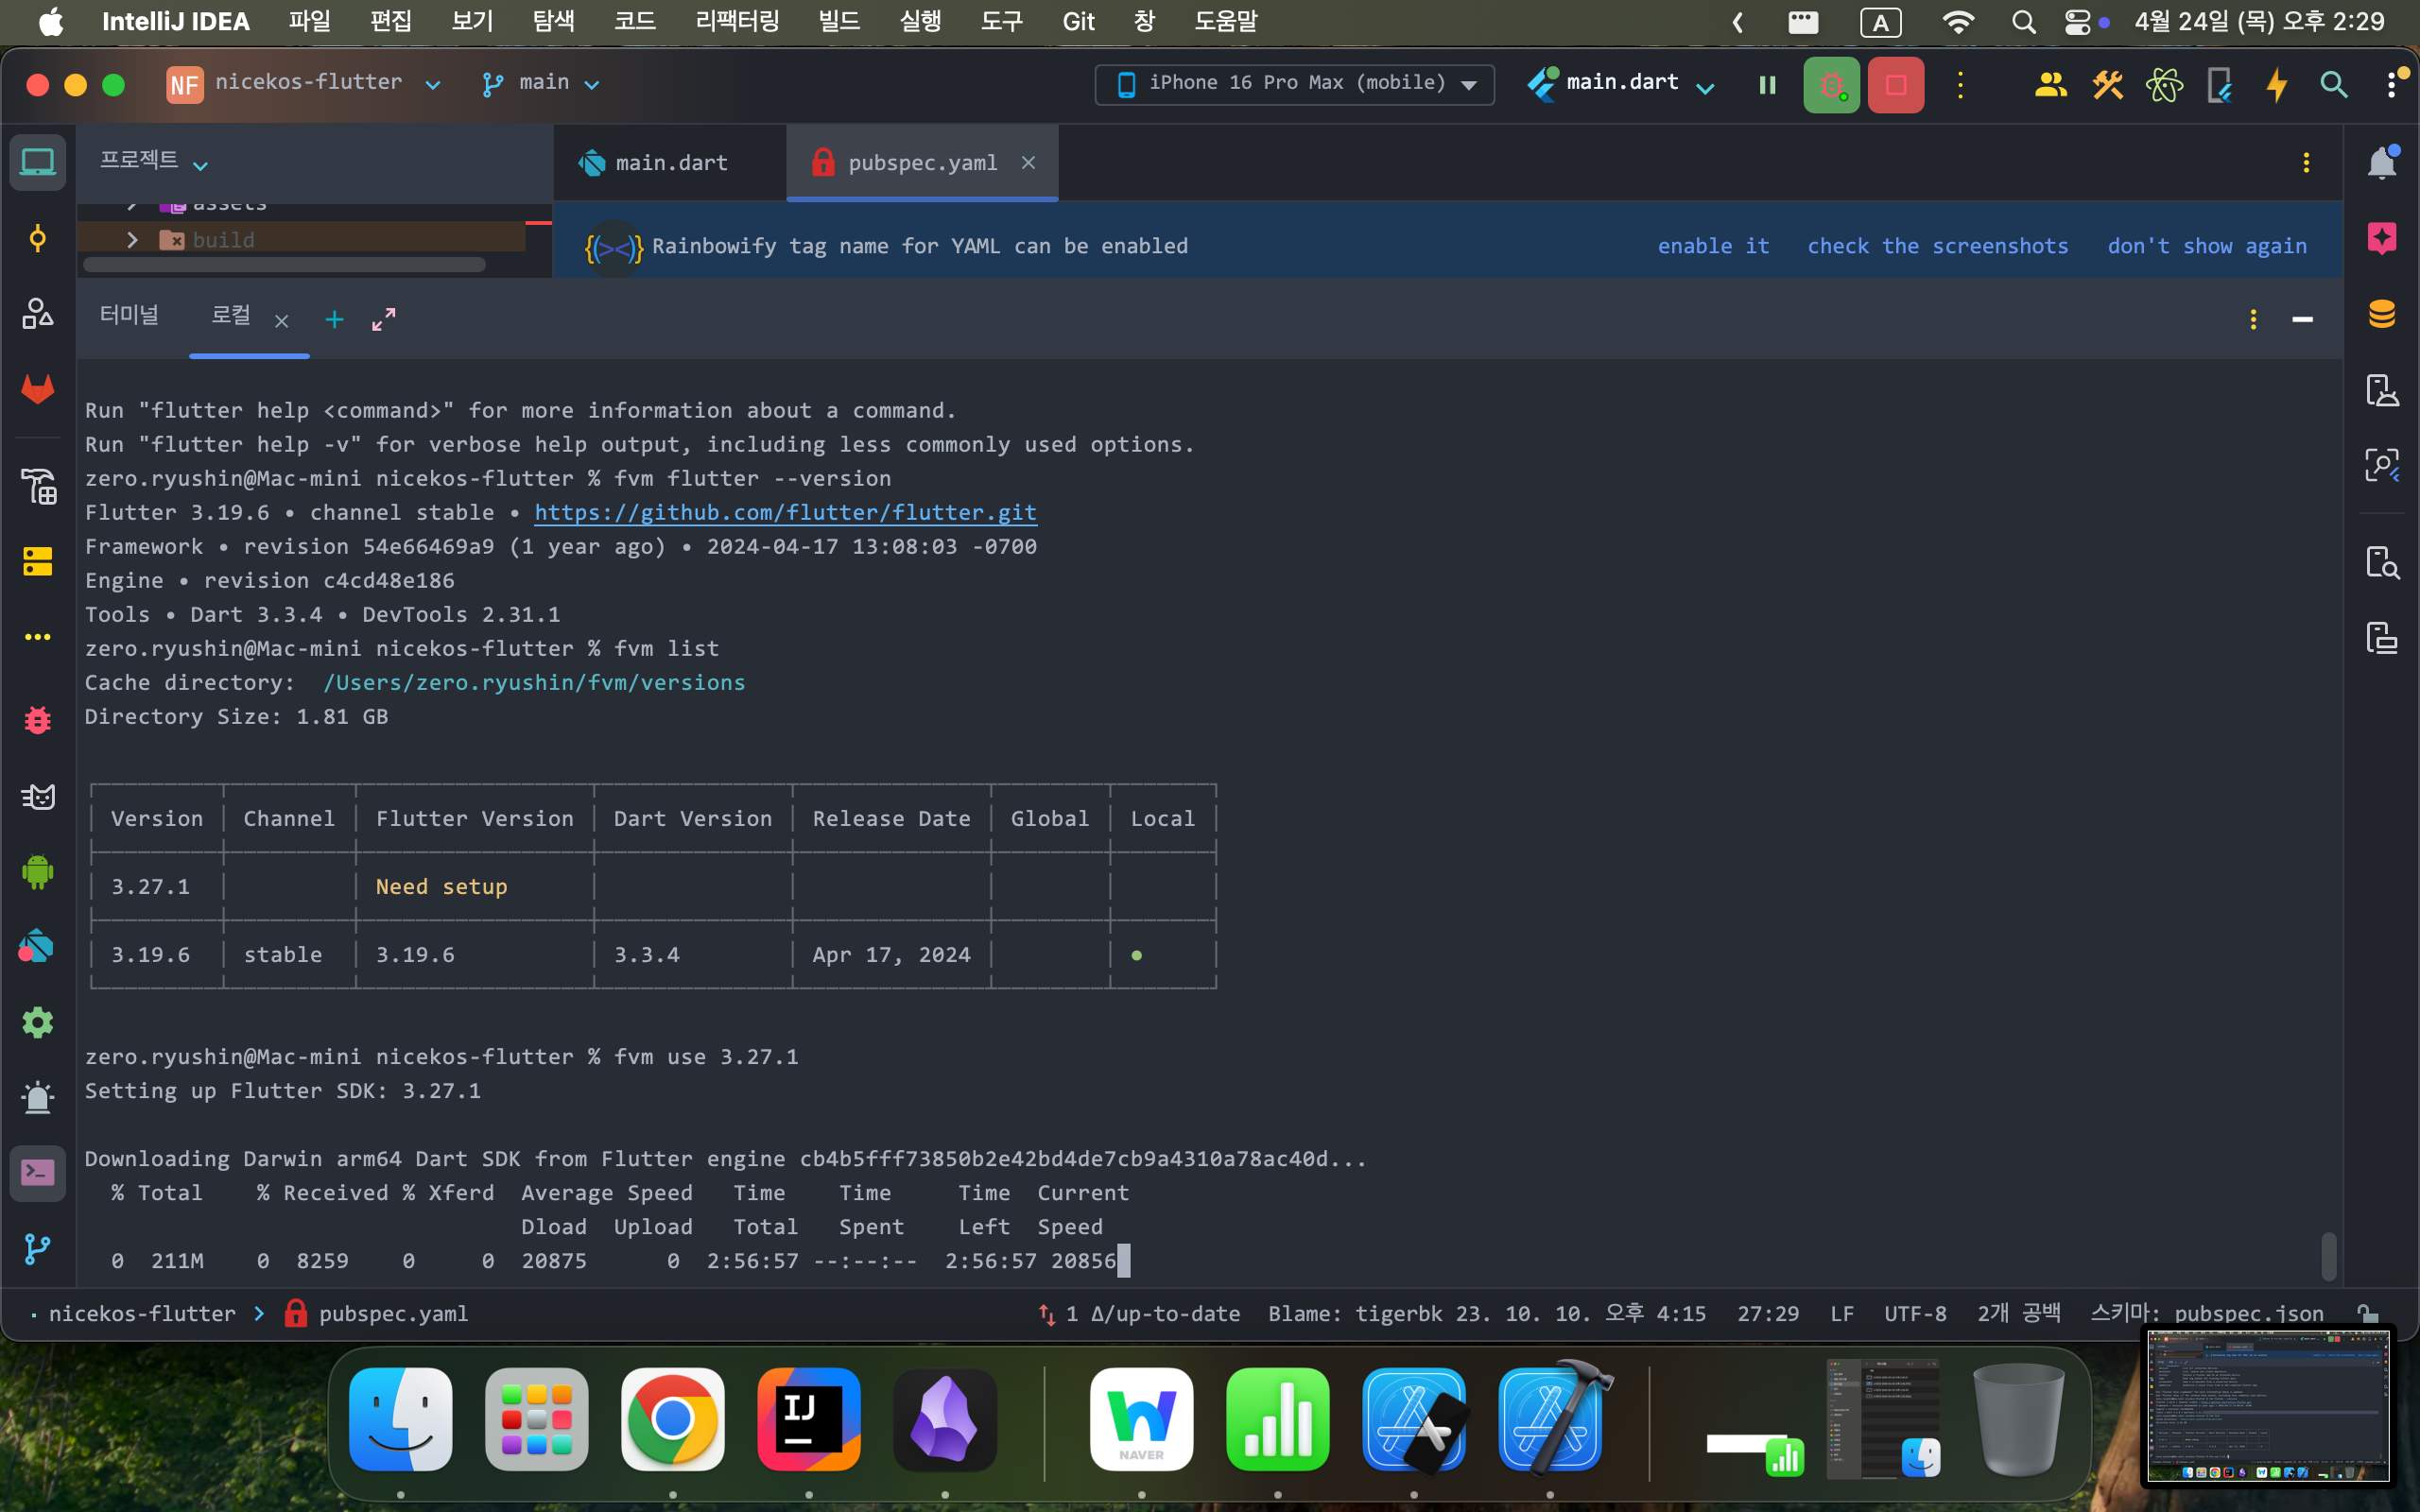 IntelliJ IDEA 파일 편집 보기 탐색 코드 리팩터링 빌드 실행 도구 Git 창 도움말 A 4월 24일 (목) 오후 2:29
NF nicekos-flutter main iPhone 16 Pro Max (mobile) main.dart
프로젝트 main.dart pubspec.yaml
assets
build
Rainbowify tag name for YAML can be enabled enable it check the screenshots don't show again
터미널 로컬
Run "flutter help <command>" for more information about a command.
Run "flutter help -v" for verbose help output, including less commonly used options.
zero.ryushin@Mac-mini nicekos-flutter % fvm flutter --version
Flutter 3.19.6 • channel stable • https://github.com/flutter/flutter.git
Framework • revision 54e66469a9 (1 year ago) • 2024-04-17 13:08:03 -0700
Engine • revision c4cd48e186
Tools • Dart 3.3.4 • DevTools 2.31.1
zero.ryushin@Mac-mini nicekos-flutter % fvm list
Cache directory:  /Users/zero.ryushin/fvm/versions
Directory Size: 1.81 GB
Version Channel Flutter Version Dart Version Release Date Global Local
3.27.1 Need setup
3.19.6 stable 3.19.6 3.3.4 Apr 17, 2024 ●
zero.ryushin@Mac-mini nicekos-flutter % fvm use 3.27.1
Setting up Flutter SDK: 3.27.1
Downloading Darwin arm64 Dart SDK from Flutter engine cb4b5fff73850b2e42bd4de7cb9a4310a78ac40d...
% Total % Received % Xferd Average Speed Time Time Time Current
Dload Upload Total Spent Left Speed
0 211M 0 8259 0 0 20875 0 2:56:57 --:--:-- 2:56:57 20856
nicekos-flutter > pubspec.yaml 1 Δ/up-to-date Blame: tigerbk 23. 10. 10. 오후 4:15 27:29 LF UTF-8 2개 공백 스키마: pubspec.json
IJ
NAVER